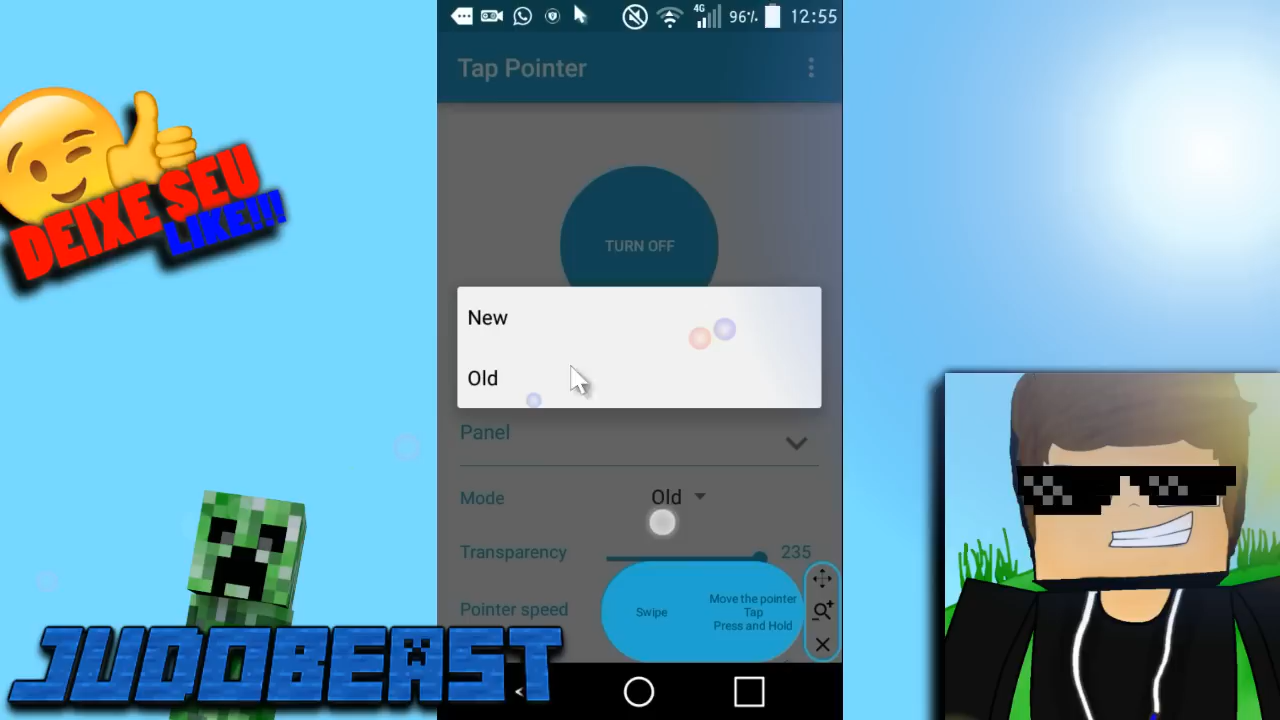 4G
96%
12:55
Tap Pointer
TURN OFF
DEIXE SEU
LIKE!!!
New
Old
Panel
Mode
Old
Transparency
235
Pointer speed
Swipe
Move the pointer
Tap
Press and Hold
JUDOBEAST